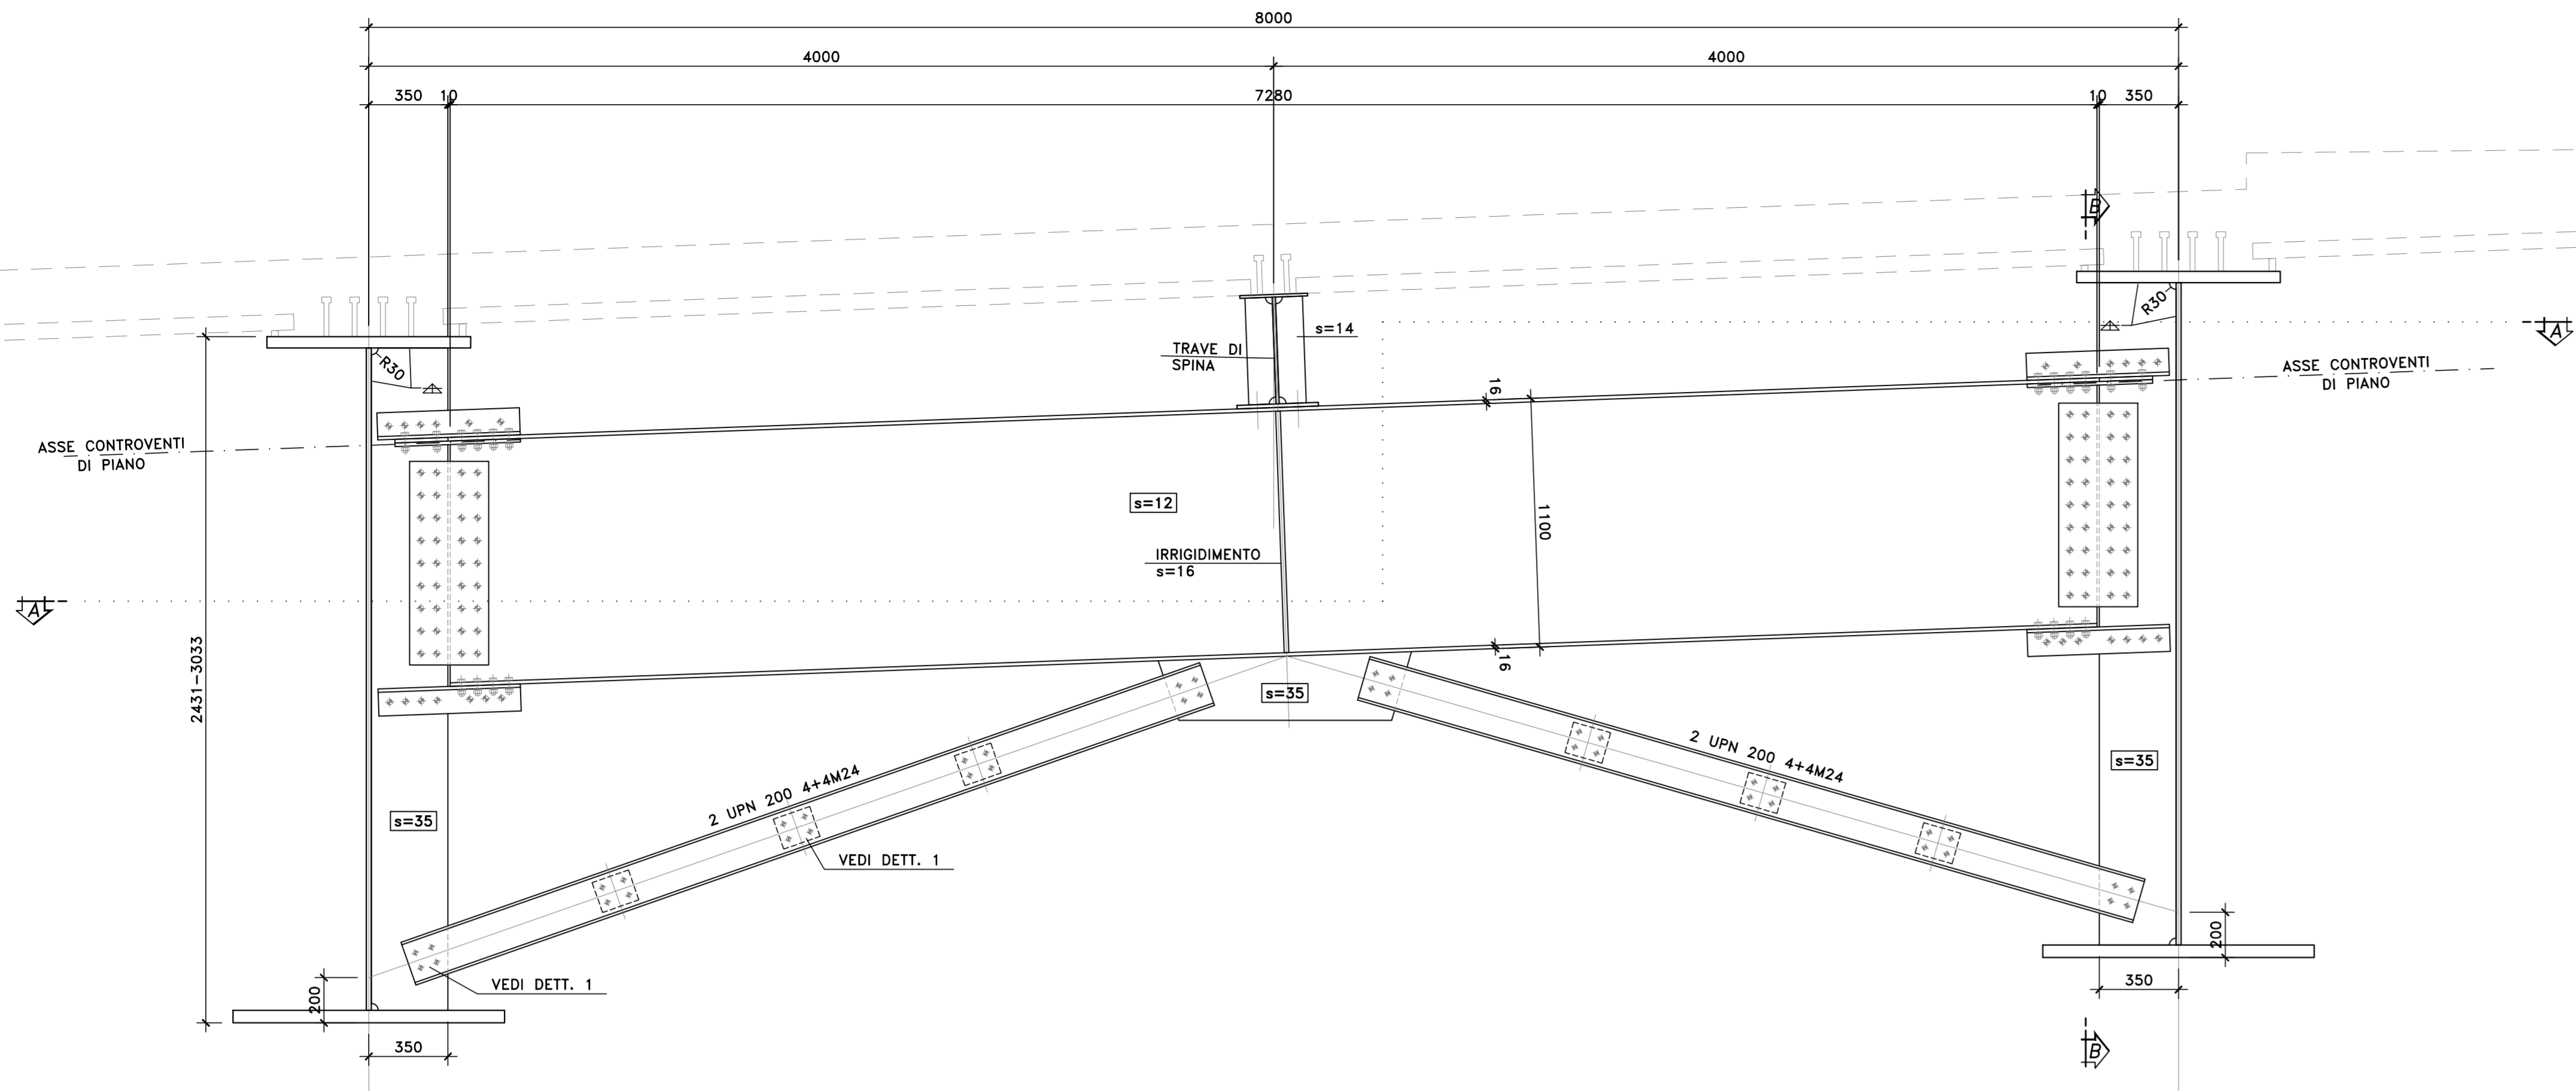 8000
4000
4000
350
10
7280
10
350
B
R30
s=14
A
TRAVE DI
SPINA
R30
16
ASSE CONTROVENTI
DI PIANO
ASSE CONTROVENTI
DI PIANO
s=12
1100
IRRIGIDIMENTO
s=16
A
2431-3033
16
s=35
2 UPN 200 4+4M24
2 UPN 200 4+4M24
s=35
s=35
VEDI DETT. 1
200
VEDI DETT. 1
200
350
350
B